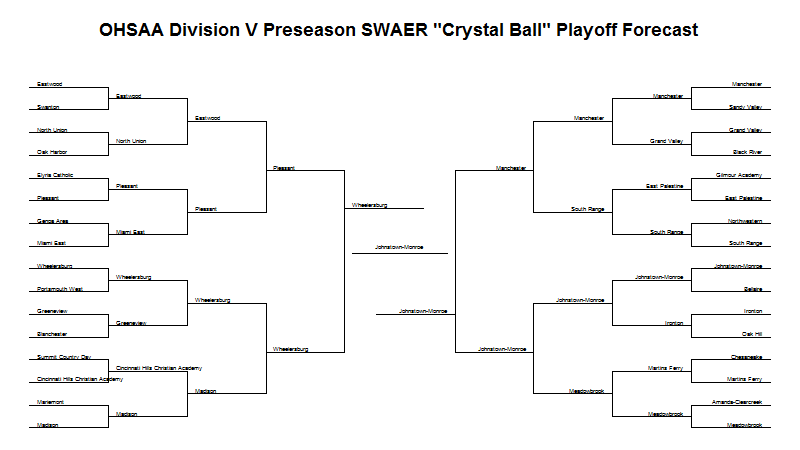 OHSAA Division V Preseason SWAER "Crystal Ball" Playoff Forecast
Eastwood
Swanton
North Union
Oak Harbor
Elyria Catholic
Pleasant
Genoa Area
Miami East
Wheelersburg
Portsmouth West
Greeneview
Blanchester
Summit Country Day
Cincinnati Hills Christian Academy
Mariemont
Madison
Eastwood
North Union
Pleasant
Miami East
Wheelersburg
Greeneview
Cincinnati Hills Christian Academy
Madison
Eastwood
Pleasant
Wheelersburg
Madison
Pleasant
Wheelersburg
Wheelersburg
Johnstown-Monroe
Johnstown-Monroe
Manchester
Johnstown-Monroe
Manchester
South Range
Johnstown-Monroe
Meadowbrook
Manchester
Grand Valley
East Palestine
South Range
Johnstown-Monroe
Ironton
Martins Ferry
Meadowbrook
Manchester
Sandy Valley
Grand Valley
Black River
Gilmour Academy
East Palestine
Northwestern
South Range
Johnstown-Monroe
Bellaire
Ironton
Oak Hill
Chesapeake
Martins Ferry
Amanda-Clearcreek
Meadowbrook